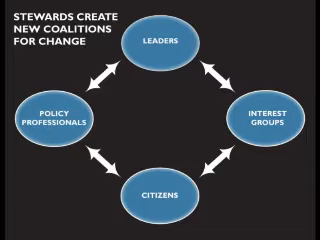 STEWARDS CREATE
NEW COALITIONS
FOR CHANGE
LEADERS
POLICY
PROFESSIONALS
INTEREST
GROUPS
CITIZENS